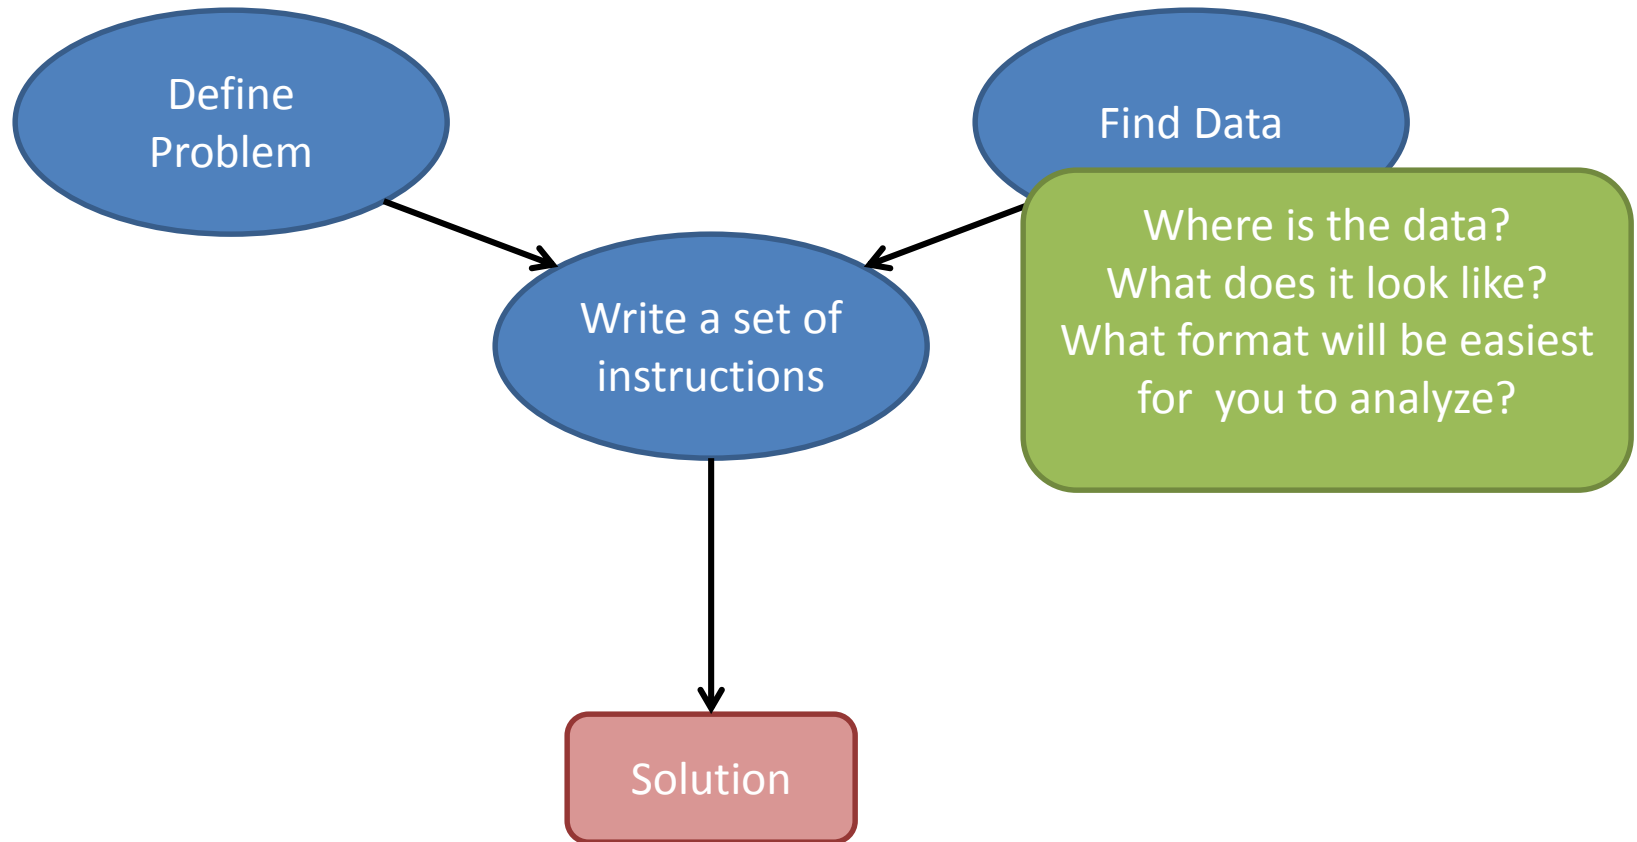 Define
Problem
Find Data
Where is the data?
What does it look like?
What format will be easiest
for  you to analyze?
Write a set of
instructions
Solution